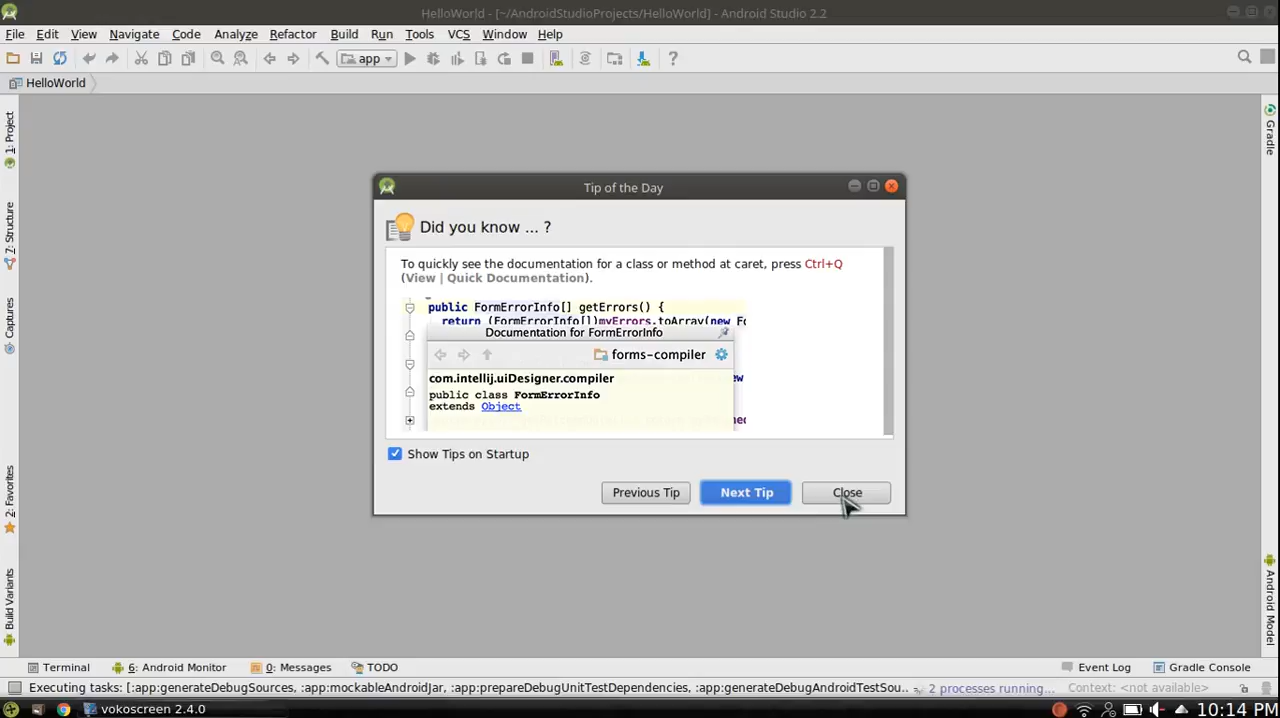 HelloWorld - [~/AndroidStudioProjects/HelloWorld] - Android Studio 2.2
File Edit View Navigate Code Analyze Refactor Build Run Tools VCS Window Help
app
HelloWorld
1: Project
7: Structure
Captures
2: Favorites
Build Variants
Gradle
Android Model
Tip of the Day
Did you know ... ?
To quickly see the documentation for a class or method at caret, press Ctrl+Q
(View | Quick Documentation).
public FormErrorInfo[] getErrors() {
return (FormErrorInfo[])myErrors.toArray(new Fo
Documentation for FormErrorInfo
forms-compiler
com.intellij.uiDesigner.compiler
public class FormErrorInfo
extends Object
Show Tips on Startup
Previous Tip Next Tip Close
Terminal 6: Android Monitor 0: Messages TODO Event Log Gradle Console
Executing tasks: [:app:generateDebugSources, :app:mockableAndroidJar, :app:prepareDebugUnitTestDependencies, :app:generateDebugAndroidTestSou.. 2 processes running... Context: <not available>
vokoscreen 2.4.0 10:14 PM